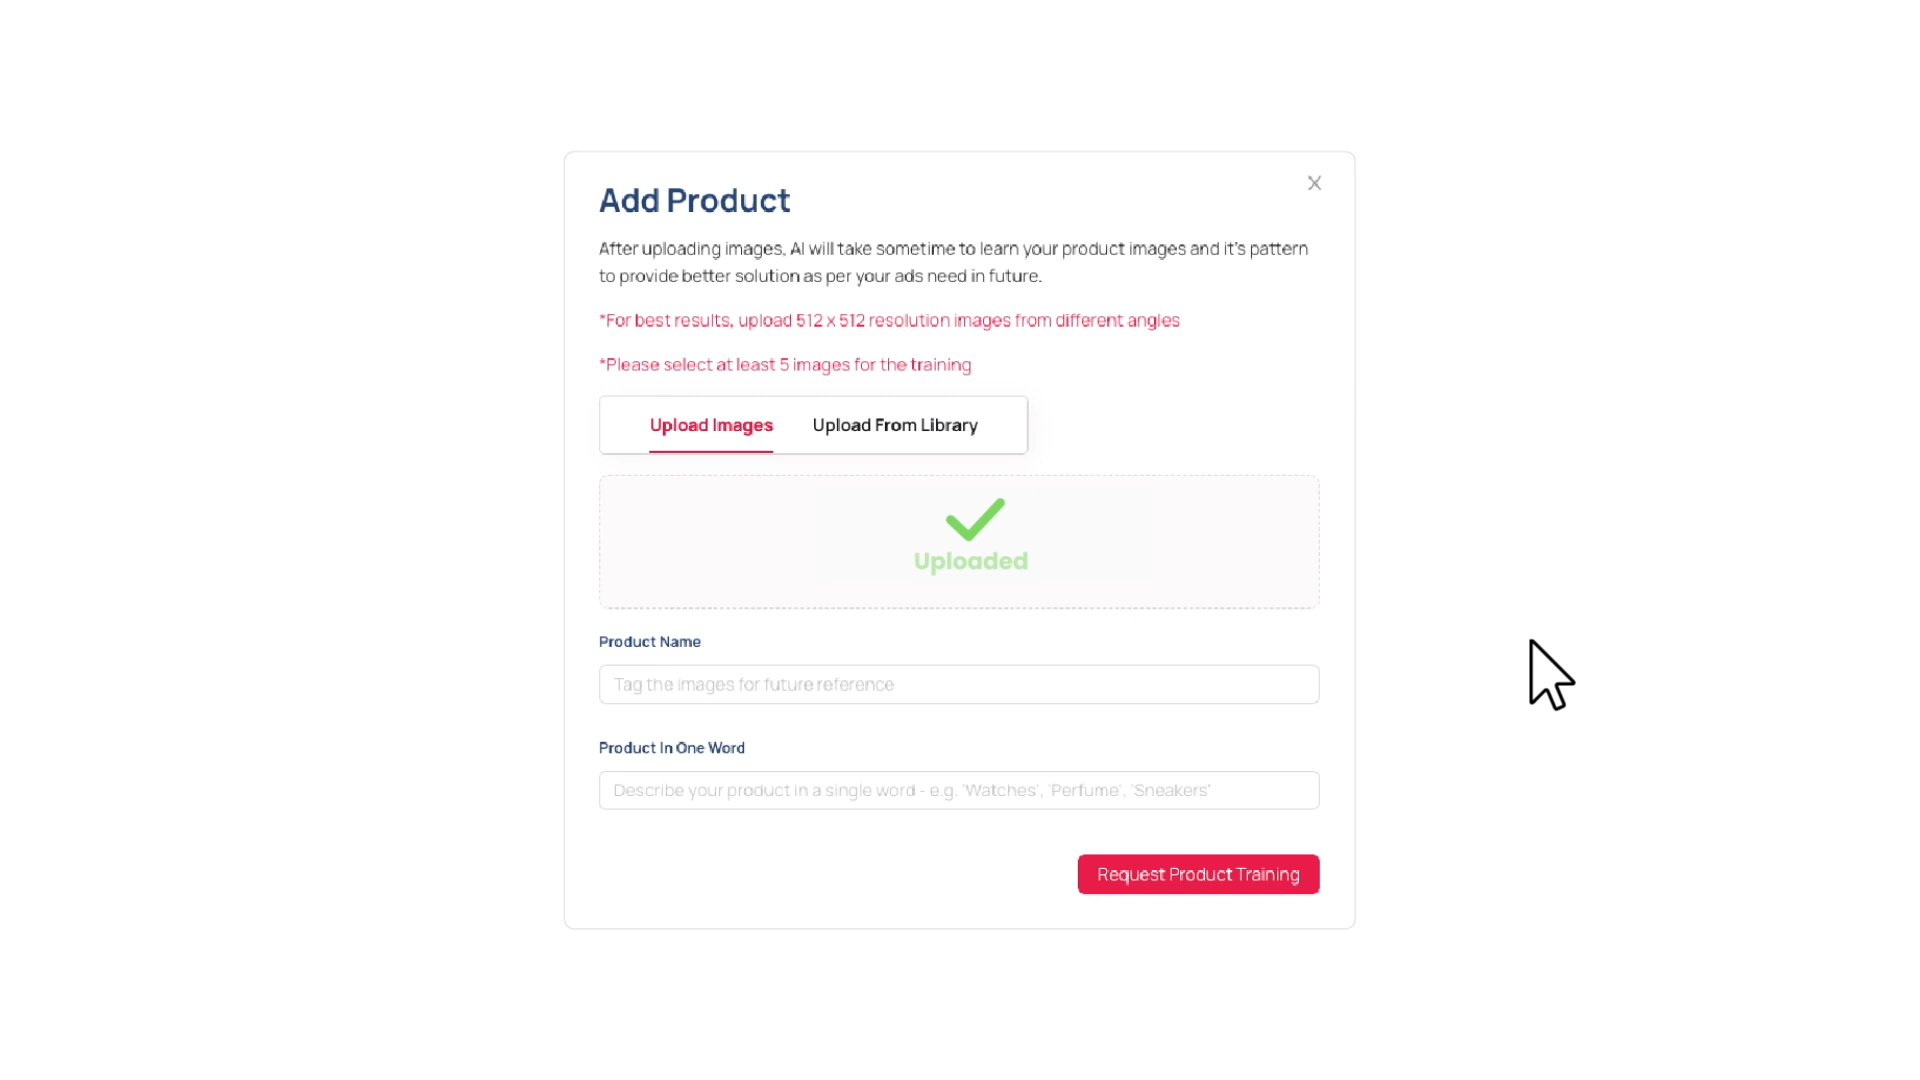 Add Product
After uploading images, AI will take sometime to learn your product images and it's pattern
to provide better solution as per your ads need in future.
*For best results, upload 512 x 512 resolution images from different angles
*Please select at least 5 images for the training
Upload Images Upload From Library
Uploaded
Product Name
Tag the images for future reference
Product In One Word
Describe your product in a single word - e.g. 'Watches', 'Perfume', 'Sneakers'
Request Product Training